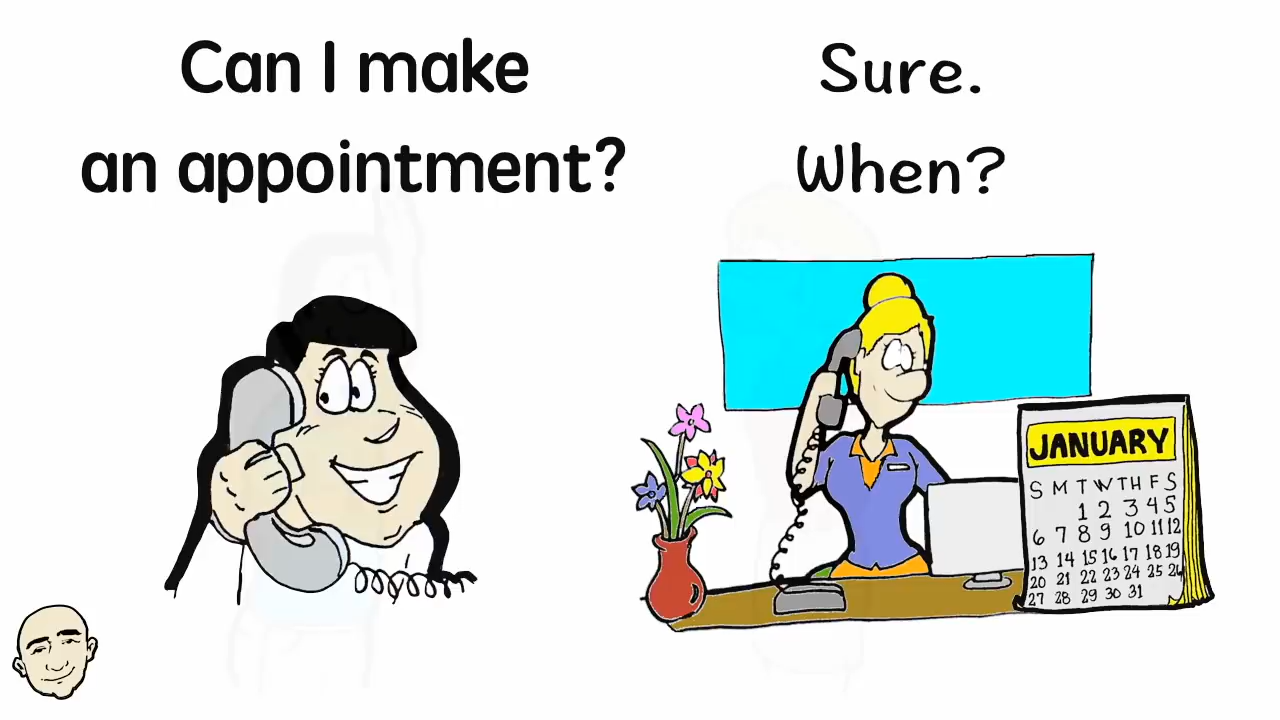 Can I make
an appointment?
Sure.
When?
JANUARY
S M T W TH F S
1 2 3 4 5
6 7 8 9 10 11 12
13 14 15 16 17 18 19
20 21 22 23 24 25 26
27 28 29 30 31